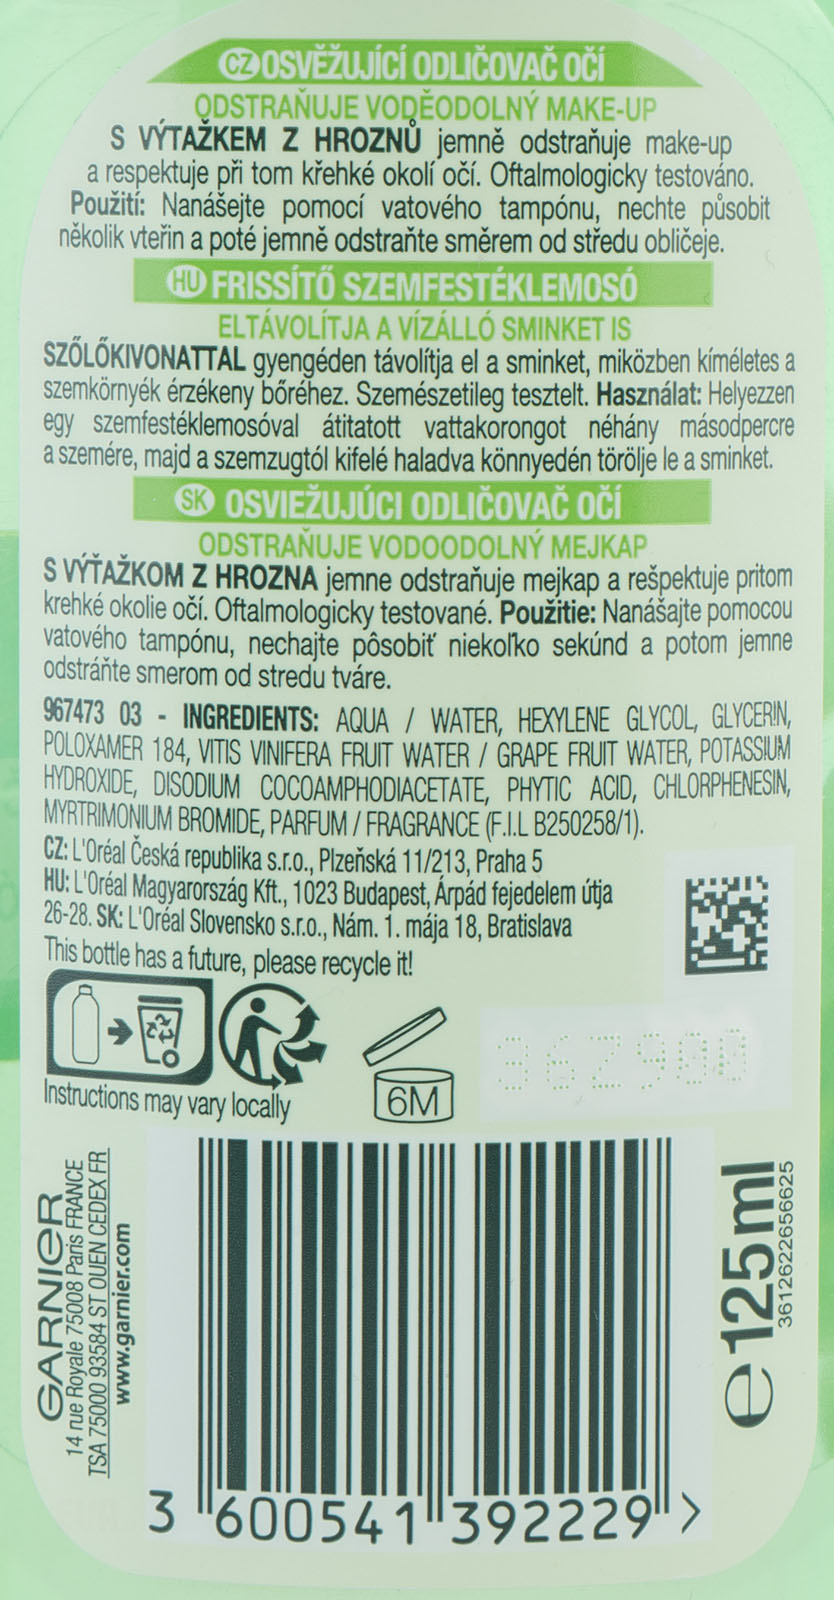 CZ OSVĚŽUJÍCÍ ODLIČOVAČ OČÍ
ODSTRAŇUJE VODĚODOLNÝ MAKE-UP
S VÝTAŽKEM Z HROZNŮ jemně odstraňuje make-up
a respektuje při tom křehké okolí očí. Oftalmologicky testováno.
Použití: Nanášejte pomocí vatového tampónu, nechte působit
několik vteřin a poté jemně odstraňte směrem od středu obličeje.
HU FRISSÍTŐ SZEMFESTÉKLEMOSÓ
ELTÁVOLÍTJA A VÍZÁLLÓ SMINKET IS
SZŐLŐKIVONATTAL gyengéden távolítja el a sminket, miközben kíméletes a
szemkörnyék érzékeny bőréhez. Szemészetileg tesztelt. Használat: Helyezzen
egy szemfestéklemosóval átitatott vattakorongot néhány másodpercre
a szemére, majd a szemzugtól kifelé haladva könnyedén törölje le a sminket.
SK OSVIEŽUJÚCI ODLIČOVAČ OČÍ
ODSTRAŇUJE VODOODOLNÝ MEJKAP
S VÝŤAŽKOM Z HROZNA jemne odstraňuje mejkap a rešpektuje pritom
krehké okolie očí. Oftalmologicky testované. Použitie: Nanášajte pomocou
vatového tampónu, nechajte pôsobiť niekoľko sekúnd a potom jemne
odstráňte smerom od stredu tváre.
967473 03 - INGREDIENTS: AQUA / WATER, HEXYLENE GLYCOL, GLYCERIN,
POLOXAMER 184, VITIS VINIFERA FRUIT WATER / GRAPE FRUIT WATER, POTASSIUM
HYDROXIDE, DISODIUM COCOAMPHODIACETATE, PHYTIC ACID, CHLORPHENESIN,
MYRTRIMONIUM BROMIDE, PARFUM / FRAGRANCE (F.I.L B250258/1).
CZ: L'Oréal Česká republika s.r.o., Plzeňská 11/213, Praha 5
HU: L'Oréal Magyarország Kft., 1023 Budapest, Árpád fejedelem útja
26-28. SK: L'Oréal Slovensko s.r.o., Nám. 1. mája 18, Bratislava
This bottle has a future, please recycle it!
Instructions may vary locally
6M
36Z900
GARNIER
14 rue Royale 75008 Paris FRANCE
TSA 75000 93584 ST OUEN CEDEX FR
www.garnier.com
e 125 ml
3612622656625
3 600541 392229 >